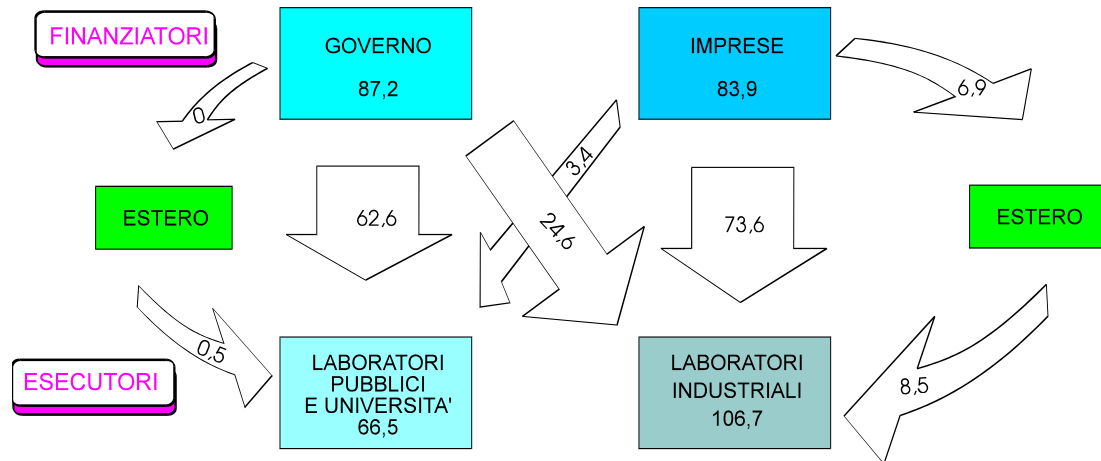 FINANZIATORI
GOVERNO
87,2
IMPRESE
83,9
6,9
0
3,4
ESTERO
62,6
24,6
73,6
ESTERO
0,5
LABORATORI
PUBBLICI
E UNIVERSITA'
66,5
LABORATORI
INDUSTRIALI
106,7
ESECUTORI
8,5